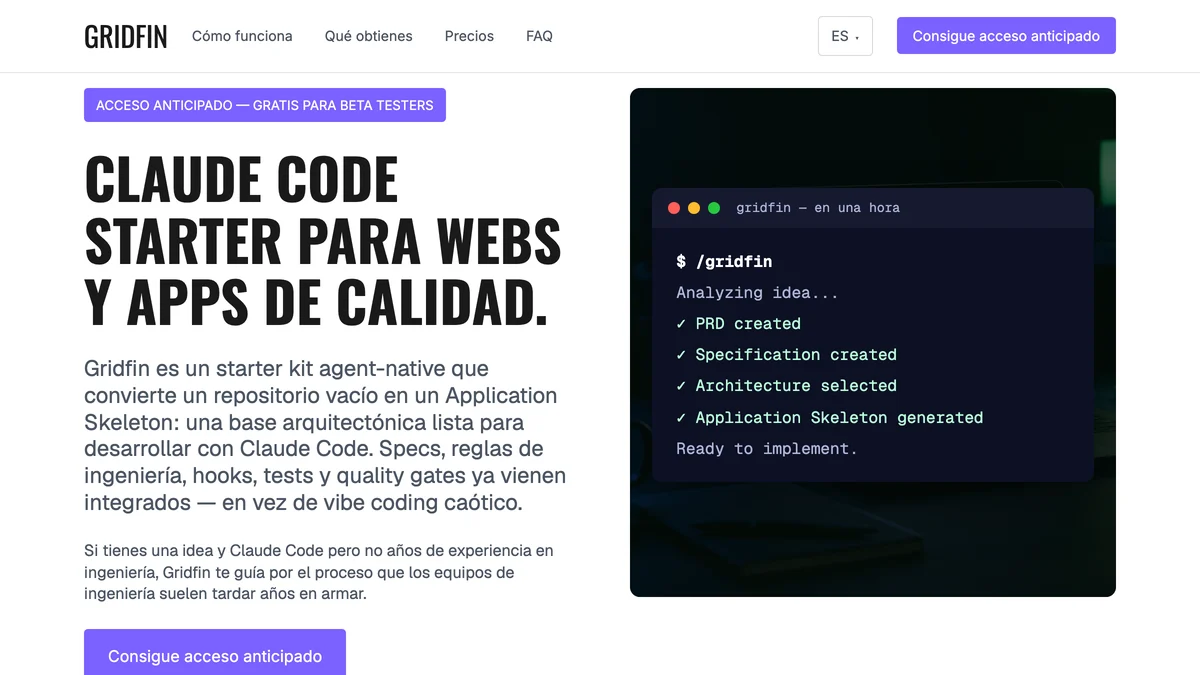 GRIDFIN
Cómo funciona
Qué obtienes
Precios
FAQ
ES
Consigue acceso anticipado
ACCESO ANTICIPADO — GRATIS PARA BETA TESTERS
CLAUDE CODE
STARTER PARA WEBS
Y APPS DE CALIDAD.
Gridfin es un starter kit agent-native que
convierte un repositorio vacío en un Application
Skeleton: una base arquitectónica lista para
desarrollar con Claude Code. Specs, reglas de
ingeniería, hooks, tests y quality gates ya vienen
integrados — en vez de vibe coding caótico.
Si tienes una idea y Claude Code pero no años de experiencia en
ingeniería, Gridfin te guía por el proceso que los equipos de
ingeniería suelen tardar años en armar.
Consigue acceso anticipado
gridfin — en una hora
$ /gridfin
Analyzing idea...
✓ PRD created
✓ Specification created
✓ Architecture selected
✓ Application Skeleton generated
Ready to implement.